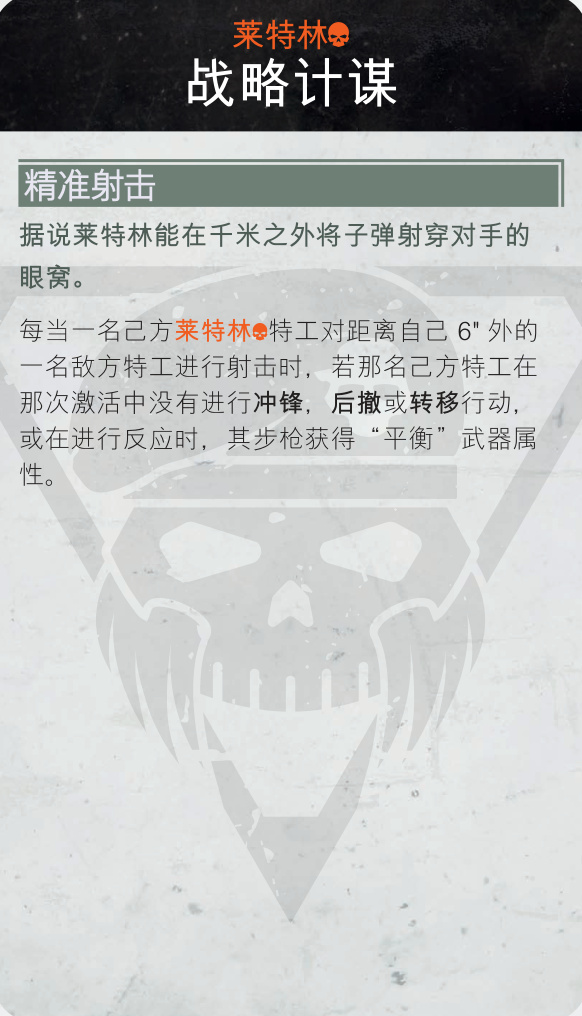 莱特林
战略计谋
精准射击
据说莱特林能在千米之外将子弹射穿对手的
眼窝。
每当一名己方莱特林特工对距离自己 6" 外的
一名敌方特工进行射击时，若那名己方特工在
那次激活中没有进行冲锋，后撤或转移行动，
或在进行反应时，其步枪获得“平衡”武器属
性。